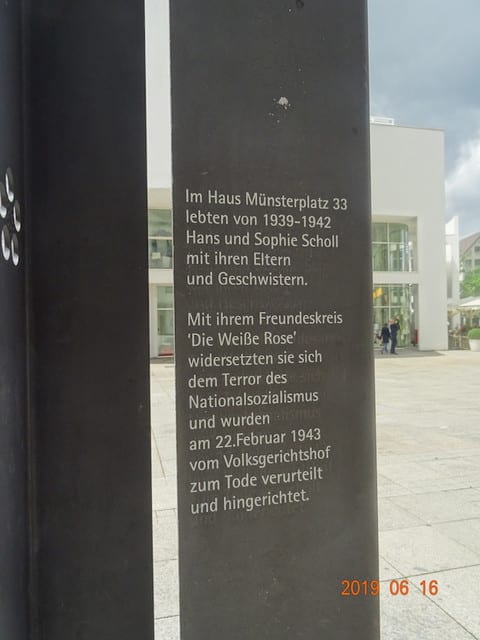 Im Haus Münsterplatz 33
lebten von 1939-1942
Hans und Sophie Scholl
mit ihren Eltern
und Geschwistern.
Mit ihrem Freundeskreis
'Die Weiße Rose'
widersetzten sie sich
dem Terror des
Nationalsozialismus
und wurden
am 22.Februar 1943
vom Volksgerichtshof
zum Tode verurteilt
und hingerichtet.
2019 06 16